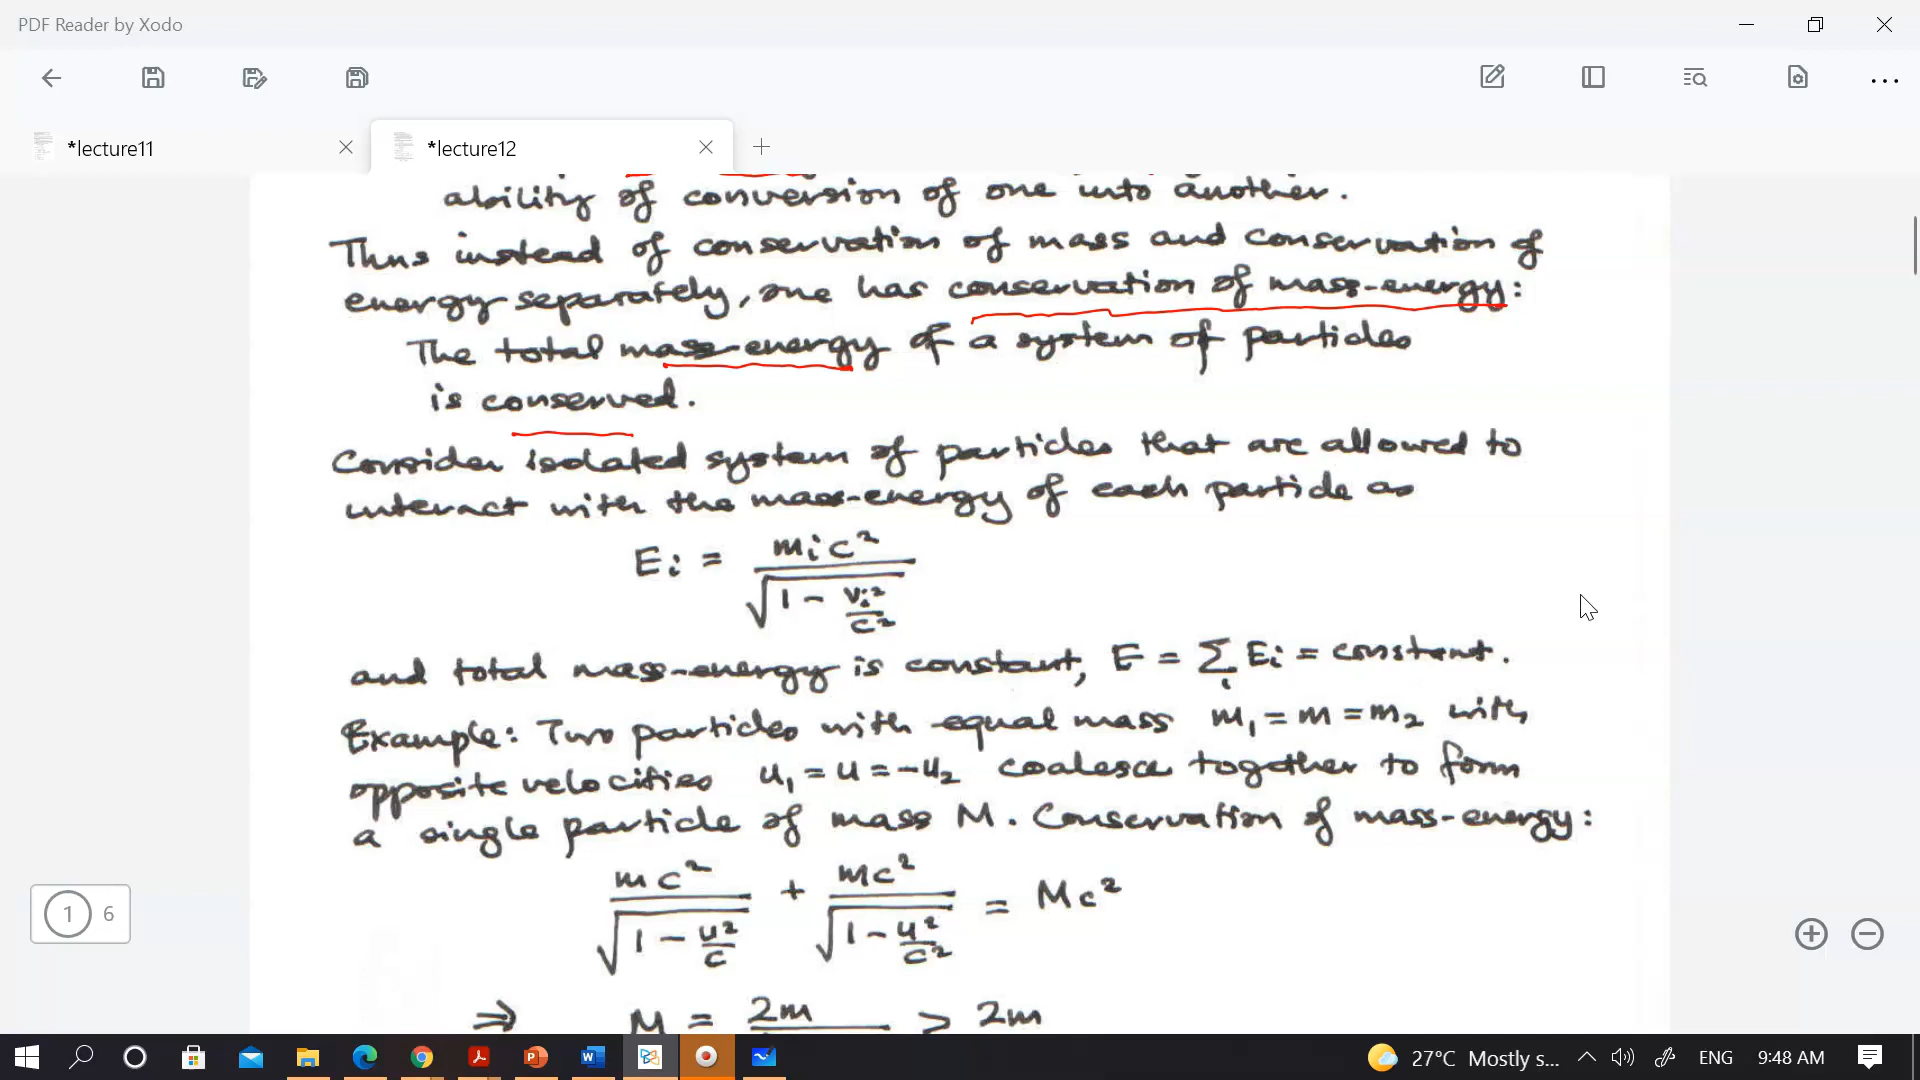 PDF Reader by Xodo
*lecture11
*lecture12
ability of conversion of one into another.
Thus instead of conservation of mass and conservation of
energy separately, one has conservation of mass-energy:
The total mass-energy of a system of particles
is conserved.
Consider isolated system of particles that are allowed to
interact with the mass-energy of each particle as
Ei = mic² / √(1 - vi²/c²)
and total mass-energy is constant, E = Σi Ei = constant.
Example: Two particles with equal mass m₁ = m = m₂ with
opposite velocities u₁ = u = -u₂ coalesce together to form
a single particle of mass M. Conservation of mass-energy:
mc² / √(1 - u²/c) + mc² / √(1 - u²/c²) = Mc²
⇒ M = 2m > 2m
1 6
27°C Mostly s... ENG 9:48 AM